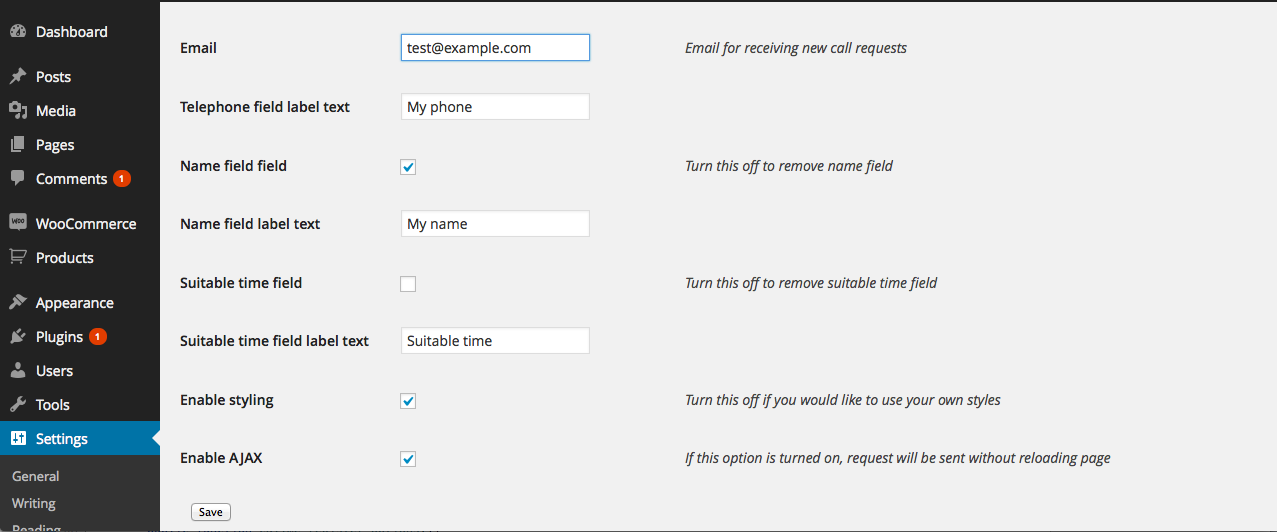 Dashboard
Posts
Media
Pages
Comments 1
WOO WooCommerce
Products
Appearance
Plugins 1
Users
Tools
Settings
General
Writing
Reading
Email test@example.com Email for receiving new call requests
Telephone field label text My phone
Name field field Turn this off to remove name field
Name field label text My name
Suitable time field Turn this off to remove suitable time field
Suitable time field label text Suitable time
Enable styling Turn this off if you would like to use your own styles
Enable AJAX If this option is turned on, request will be sent without reloading page
Save